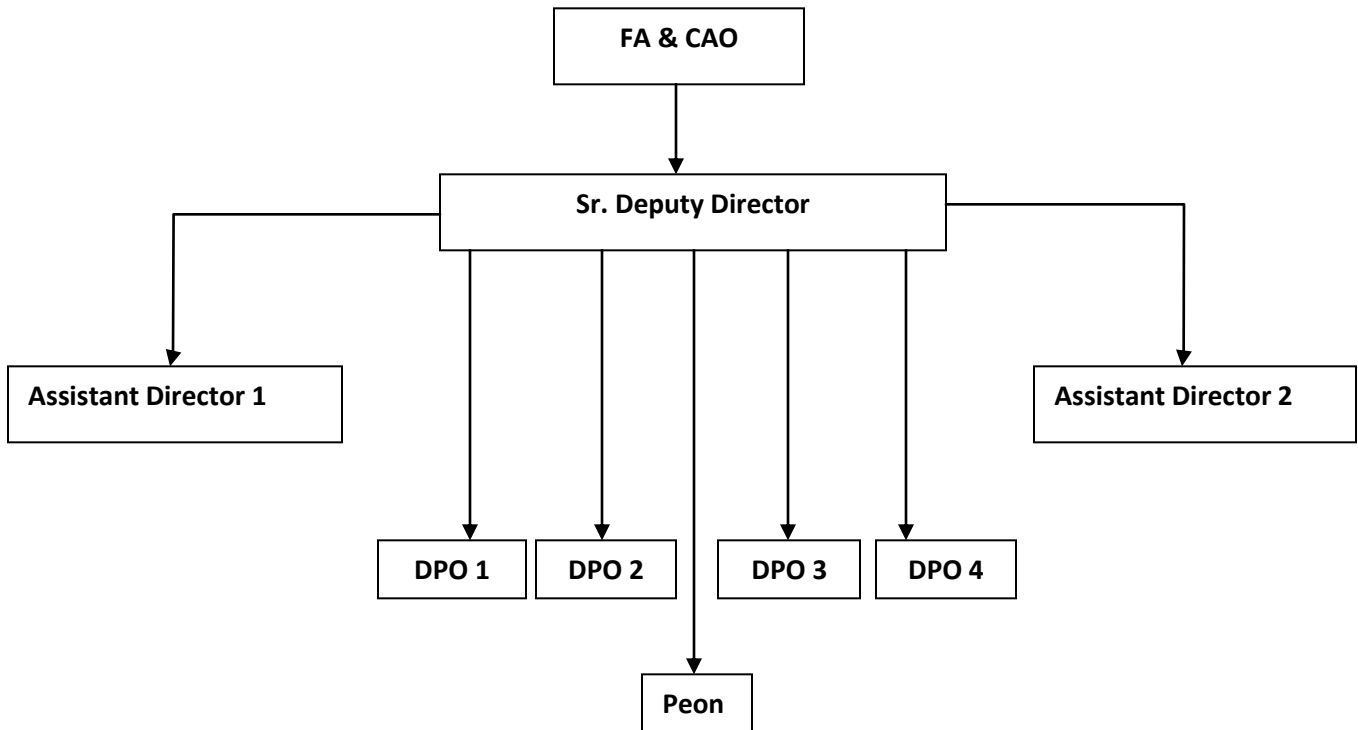 FA & CAO
Sr. Deputy Director
Assistant Director 1
Assistant Director 2
DPO 1
DPO 2
DPO 3
DPO 4
Peon